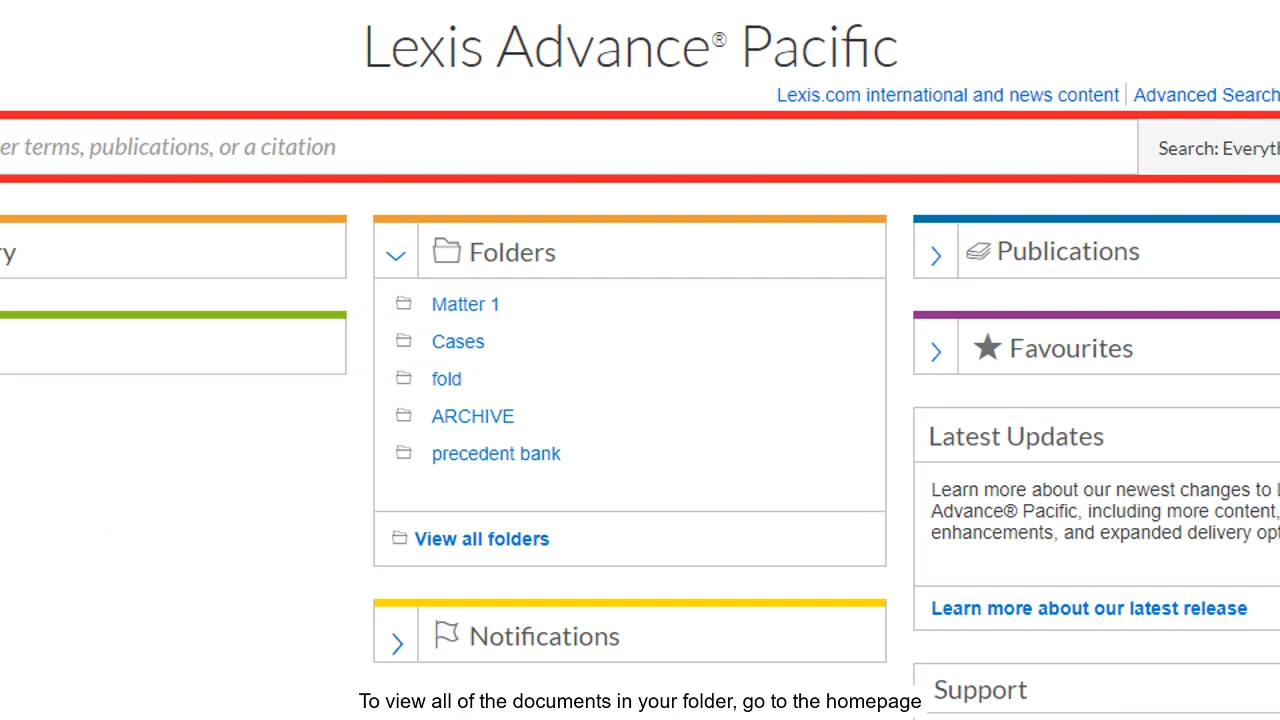 Lexis Advance® Pacific
Lexis.com international and news content | Advanced Search
er terms, publications, or a citation
Search: Everyth
ry
Folders
Matter 1
Cases
fold
ARCHIVE
precedent bank
View all folders
Notifications
Publications
Favourites
Latest Updates
Learn more about our newest changes to L
Advance® Pacific, including more content,
enhancements, and expanded delivery opt
Learn more about our latest release
Support
To view all of the documents in your folder, go to the homepage